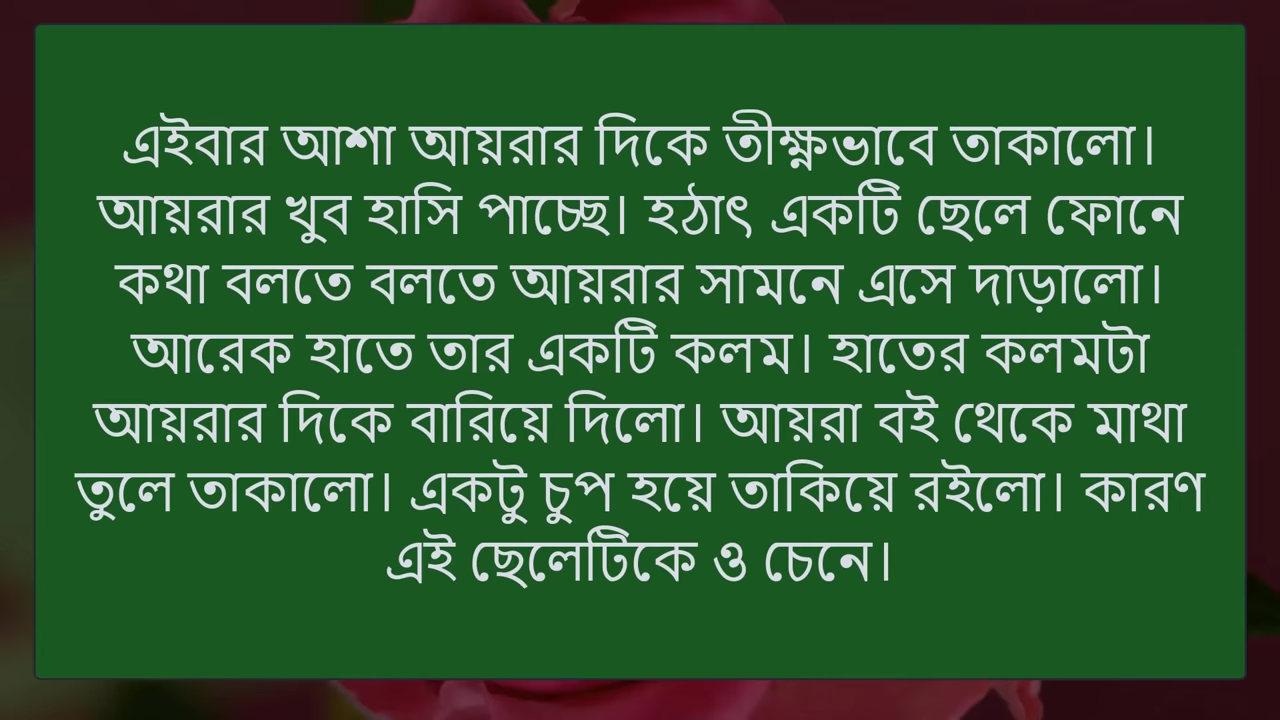 এইবার আশা আয়রার দিকে তীক্ষ্ণভাবে তাকালো।
আয়রার খুব হাসি পাচ্ছে। হঠাৎ একটি ছেলে ফোনে
কথা বলতে বলতে আয়রার সামনে এসে দাড়ালো।
আরেক হাতে তার একটি কলম। হাতের কলমটা
আয়রার দিকে বারিয়ে দিলো। আয়রা বই থেকে মাথা
তুলে তাকালো। একটু চুপ হয়ে তাকিয়ে রইলো। কারণ
এই ছেলেটিকে ও চেনে।